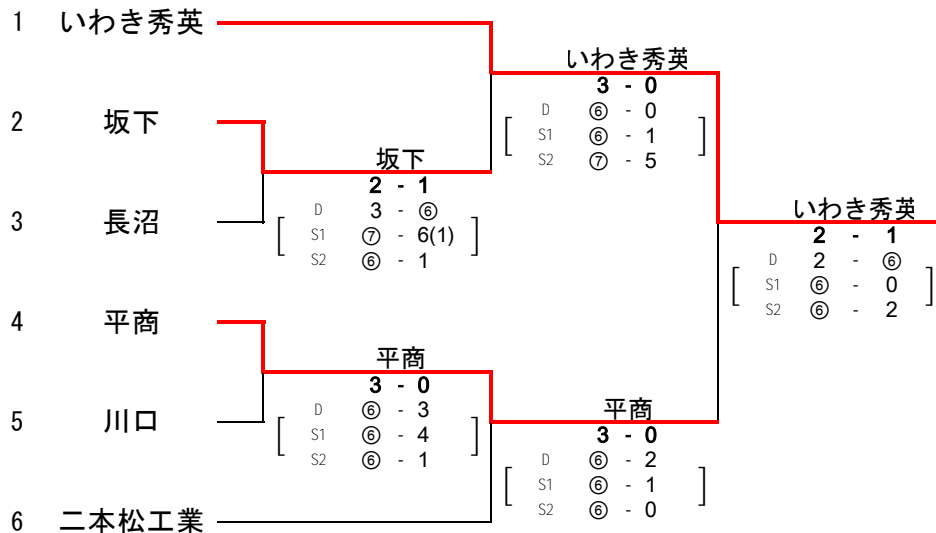 1 いわき秀英
いわき秀英
3 - 0
D ⑥ - 0
S1 ⑥ - 1
S2 ⑦ - 5
2 坂下
坂下
2 - 1
D 3 - ⑥
S1 ⑦ - 6(1)
S2 ⑥ - 1
3 長沼
いわき秀英
2 - 1
D 2 - ⑥
S1 ⑥ - 0
S2 ⑥ - 2
4 平商
平商
3 - 0
D ⑥ - 3
S1 ⑥ - 4
S2 ⑥ - 1
5 川口
平商
3 - 0
D ⑥ - 2
S1 ⑥ - 1
S2 ⑥ - 0
6 二本松工業